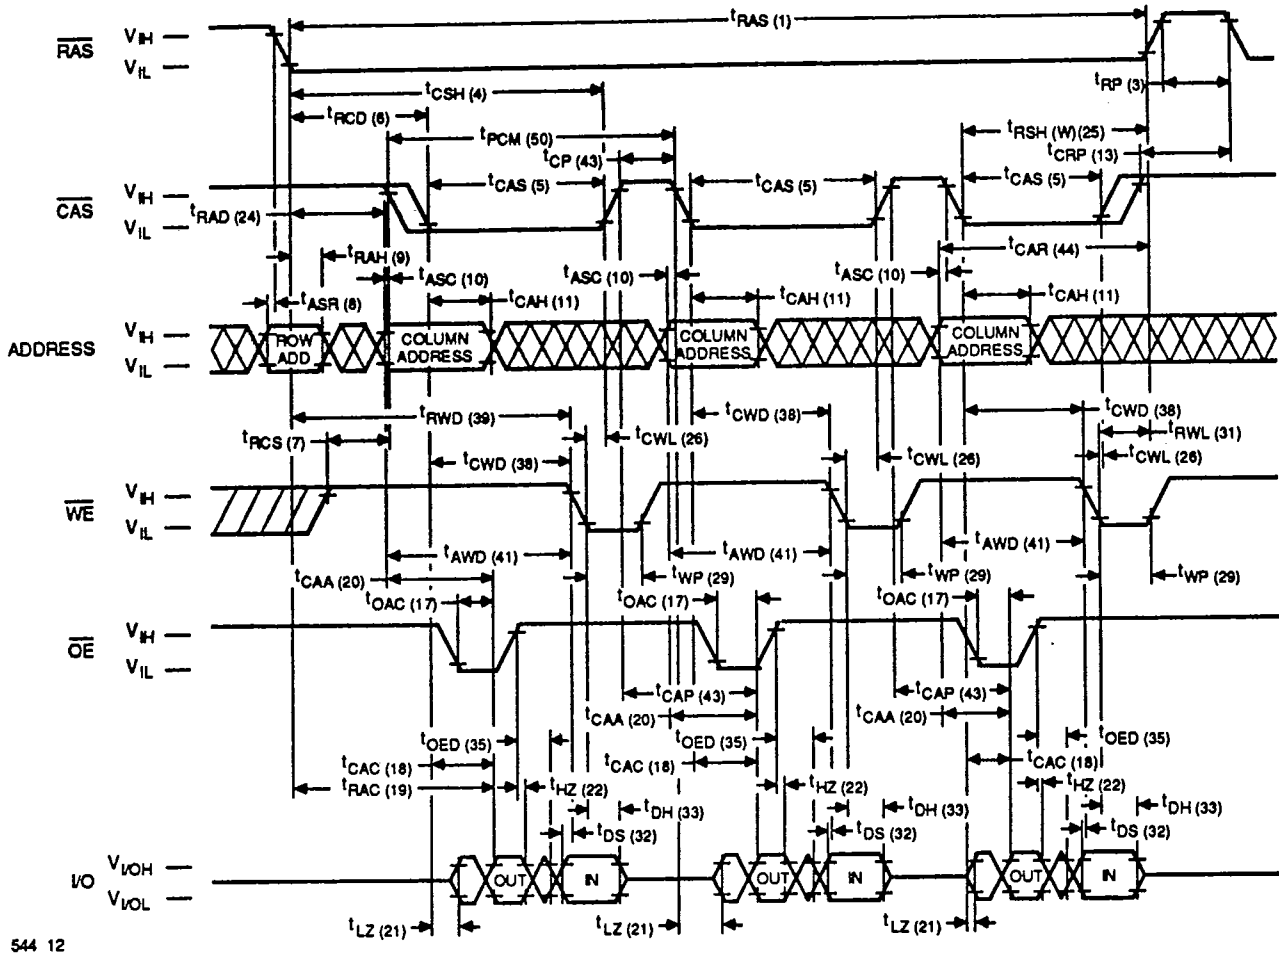 tRAS (1)
RAS
VIH
VIL
tRP (3)
tCSH (4)
tRCD (6)
tPCM (50)
tRSH (W)(25)
tCP (43)
tCRP (13)
CAS
VIH
VIL
tCAS (5)
tCAS (5)
tCAS (5)
tRAD (24)
tCAR (44)
tRAH (9)
tASC (10)
tASC (10)
tASC (10)
tASR (8)
tCAH (11)
tCAH (11)
tCAH (11)
ADDRESS
VIH
VIL
ROW ADD
COLUMN ADDRESS
COLUMN ADDRESS
COLUMN ADDRESS
tRWD (39)
tCWD (38)
tCWD (38)
tRCS (7)
tCWL (26)
tRWL (31)
tCWD (38)
tCWL (26)
tCWL (26)
WE
VIH
VIL
tAWD (41)
tAWD (41)
tAWD (41)
tCAA (20)
tWP (29)
tWP (29)
tWP (29)
tOAC (17)
tOAC (17)
tOAC (17)
OE
VIH
VIL
tCAP (43)
tCAP (43)
tCAA (20)
tCAA (20)
tOED (35)
tOED (35)
tOED (35)
tCAC (18)
tCAC (18)
tCAC (18)
tRAC (19)
tHZ (22)
tHZ (22)
tHZ (22)
tDH (33)
tDH (33)
tDH (33)
tDS (32)
tDS (32)
tDS (32)
I/O
VI/OH
VI/OL
OUT
IN
OUT
IN
OUT
IN
tLZ (21)
tLZ (21)
tLZ (21)
544 12